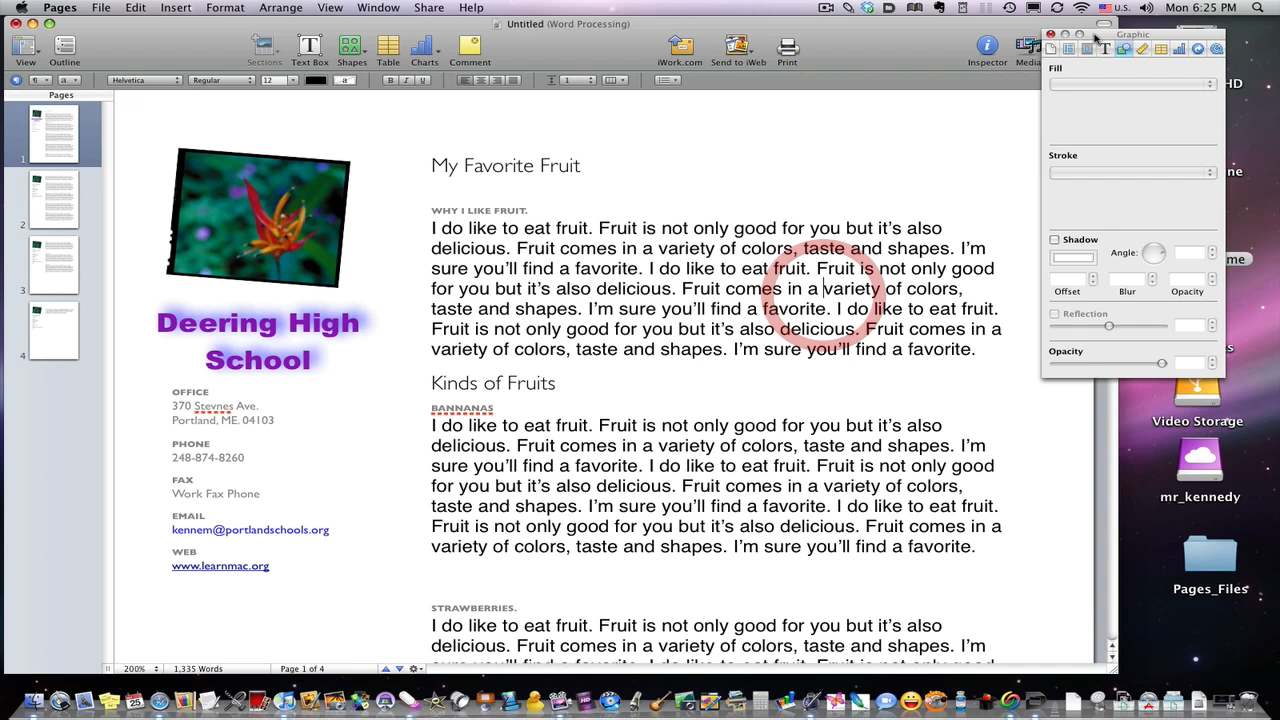 Pages File Edit Insert Format Arrange View Window Share Help U.S. Mon 6:25 PM
Untitled (Word Processing)
Graphic
View Outline Sections Text Box Shapes Table Charts Comment iWork.com Send to iWeb Print Inspector Media
Helvetica Regular 12 a B I U 1
Pages
1
2
3
4
My Favorite Fruit
WHY I LIKE FRUIT.
I do like to eat fruit. Fruit is not only good for you but it’s also
delicious. Fruit comes in a variety of colors, taste and shapes. I’m
sure you’ll find a favorite. I do like to eat fruit. Fruit is not only good
for you but it’s also delicious. Fruit comes in a variety of colors,
taste and shapes. I’m sure you’ll find a favorite. I do like to eat fruit.
Fruit is not only good for you but it’s also delicious. Fruit comes in a
variety of colors, taste and shapes. I’m sure you’ll find a favorite.
Kinds of Fruits
BANNANAS
I do like to eat fruit. Fruit is not only good for you but it’s also
delicious. Fruit comes in a variety of colors, taste and shapes. I’m
sure you’ll find a favorite. I do like to eat fruit. Fruit is not only good
for you but it’s also delicious. Fruit comes in a variety of colors,
taste and shapes. I’m sure you’ll find a favorite. I do like to eat fruit.
Fruit is not only good for you but it’s also delicious. Fruit comes in a
variety of colors, taste and shapes. I’m sure you’ll find a favorite.
STRAWBERRIES.
I do like to eat fruit. Fruit is not only good for you but it’s also
delicious. Fruit comes in a variety of colors, taste and shapes. I’m
Deering High
School
OFFICE
370 Stevnes Ave.
Portland, ME. 04103
PHONE
248-874-8260
FAX
Work Fax Phone
EMAIL
kennem@portlandschools.org
WEB
www.learnmac.org
Fill
Stroke
Shadow
Angle:
Offset Blur Opacity
Reflection
Opacity
HD
Video Storage
mr_kennedy
Pages_Files
200% 1,335 Words Page 1 of 4